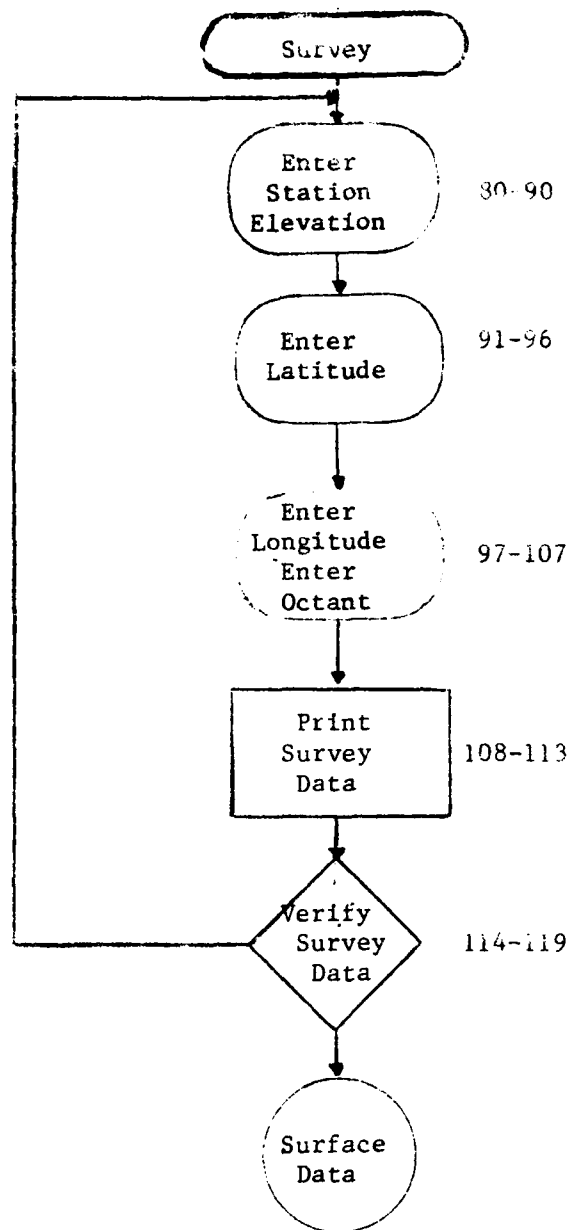 Survey
Enter
Station
Elevation
80-90
Enter
Latitude
91-96
Enter
Longitude
Enter
Octant
97-107
Print
Survey
Data
108-113
Verify
Survey
Data
114-119
Surface
Data